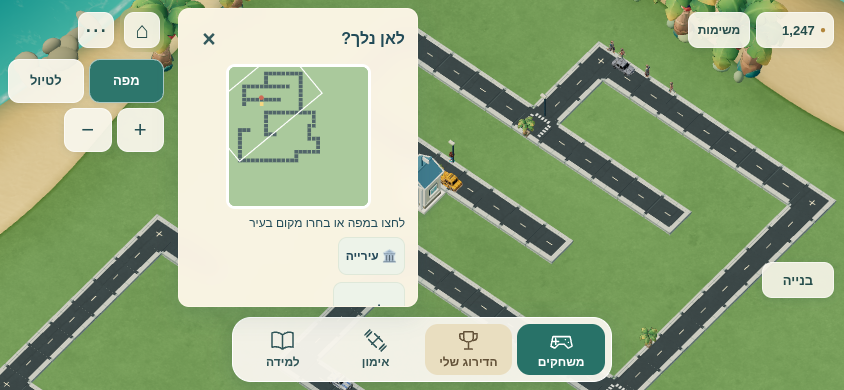 1,247
משימות
לאן נלך?
מפה
לטיול
לחצו במפה או בחרו מקום בעיר
עירייה
בנייה
משחקים
הדירוג שלי
אימון
למידה